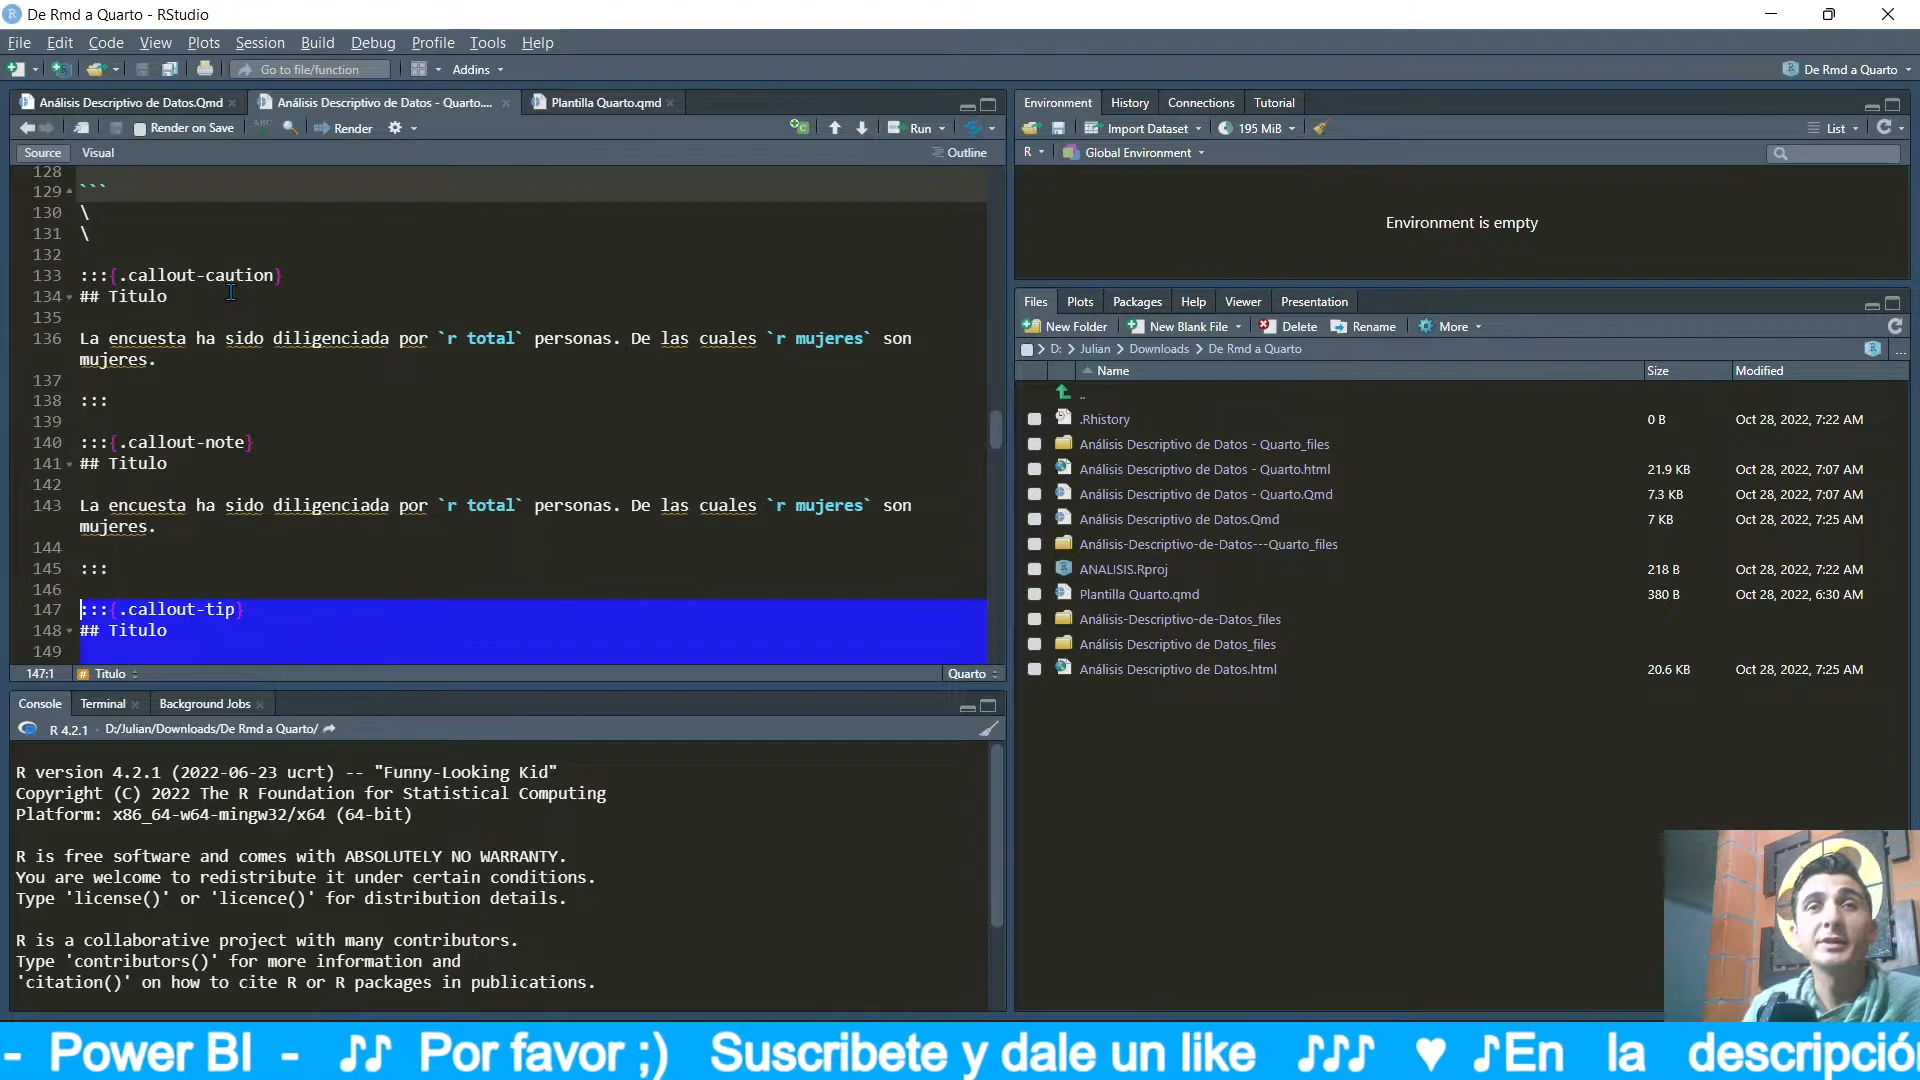 De Rmd a Quarto - RStudio
File Edit Code View Plots Session Build Debug Profile Tools Help
Go to file/function Addins De Rmd a Quarto
Análisis Descriptivo de Datos.Qmd Análisis Descriptivo de Datos - Quarto.... Plantilla Quarto.qmd
Render on Save ABC Render Run
Source Visual Outline
128
129 ```
130 \
131 \
132
133 :::{.callout-caution}
134 ## Titulo
135
136 La encuesta ha sido diligenciada por `r total` personas. De las cuales `r mujeres` son
mujeres.
137
138 :::
139
140 :::{.callout-note}
141 ## Titulo
142
143 La encuesta ha sido diligenciada por `r total` personas. De las cuales `r mujeres` son
mujeres.
144
145 :::
146
147 :::{.callout-tip}
148 ## Titulo
149
147:1 # Titulo Quarto
Console Terminal Background Jobs
R 4.2.1 · D:/Julian/Downloads/De Rmd a Quarto/
R version 4.2.1 (2022-06-23 ucrt) -- "Funny-Looking Kid"
Copyright (C) 2022 The R Foundation for Statistical Computing
Platform: x86_64-w64-mingw32/x64 (64-bit)
R is free software and comes with ABSOLUTELY NO WARRANTY.
You are welcome to redistribute it under certain conditions.
Type 'license()' or 'licence()' for distribution details.
R is a collaborative project with many contributors.
Type 'contributors()' for more information and
'citation()' on how to cite R or R packages in publications.
Environment History Connections Tutorial
Import Dataset 195 MiB List
R Global Environment
Environment is empty
Files Plots Packages Help Viewer Presentation
New Folder New Blank File Delete Rename More
D: > Julian > Downloads > De Rmd a Quarto ...
Name Size Modified
..
.Rhistory 0 B Oct 28, 2022, 7:22 AM
Análisis Descriptivo de Datos - Quarto_files
Análisis Descriptivo de Datos - Quarto.html 21.9 KB Oct 28, 2022, 7:07 AM
Análisis Descriptivo de Datos - Quarto.Qmd 7.3 KB Oct 28, 2022, 7:07 AM
Análisis Descriptivo de Datos.Qmd 7 KB Oct 28, 2022, 7:25 AM
Análisis-Descriptivo-de-Datos---Quarto_files
ANALISIS.Rproj 218 B Oct 28, 2022, 7:22 AM
Plantilla Quarto.qmd 380 B Oct 28, 2022, 6:30 AM
Análisis-Descriptivo-de-Datos_files
Análisis Descriptivo de Datos_files
Análisis Descriptivo de Datos.html 20.6 KB Oct 28, 2022, 7:25 AM
- Power BI - ♪♪ Por favor ;) Suscribete y dale un like ♪♪♪ ♥ ♪En la descripción